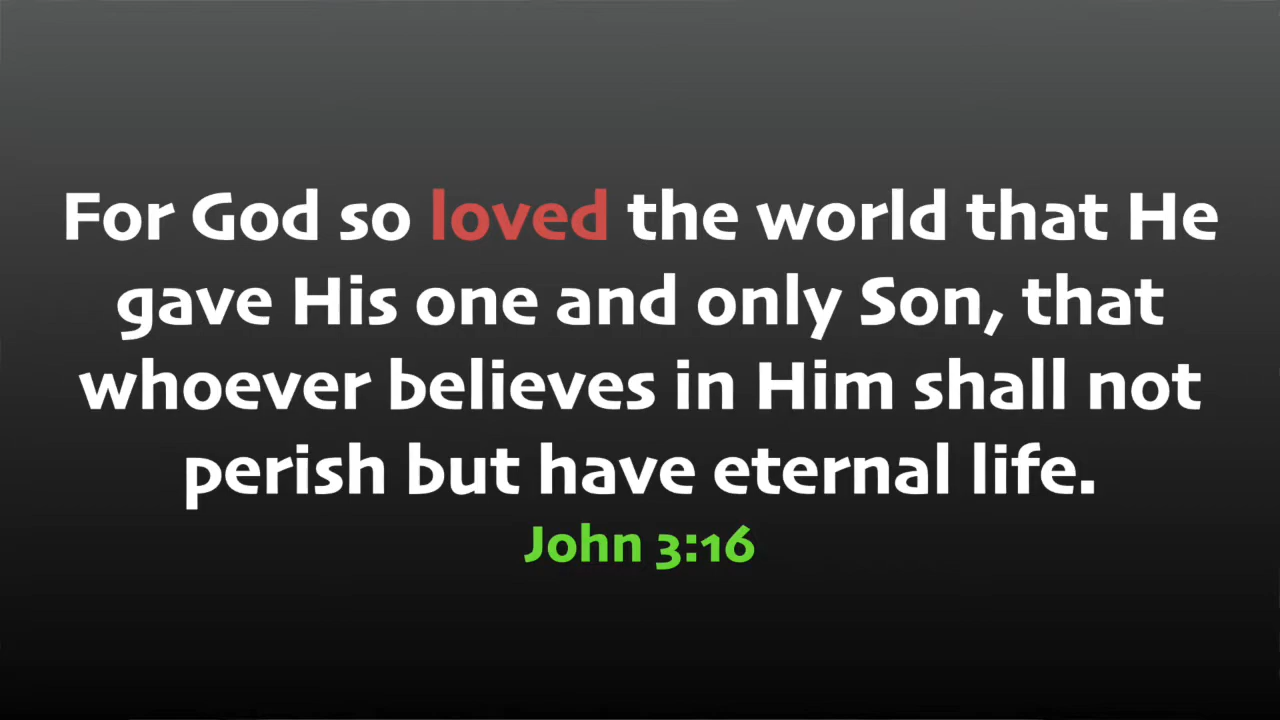 For God so loved the world that He
gave His one and only Son, that
whoever believes in Him shall not
perish but have eternal life.
John 3:16